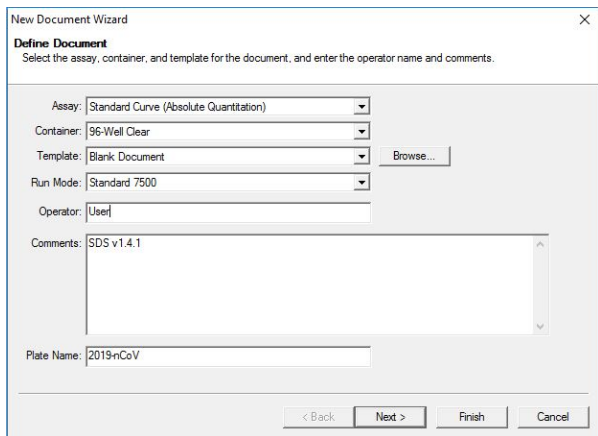 New Document Wizard
Define Document
Select the assay, container, and template for the document, and enter the operator name and comments.
Assay: Standard Curve (Absolute Quantitation)
Container: 96-Well Clear
Template: Blank Document Browse...
Run Mode: Standard 7500
Operator: User
Comments: SDS v1.4.1
Plate Name: 2019-nCoV
< Back Next > Finish Cancel